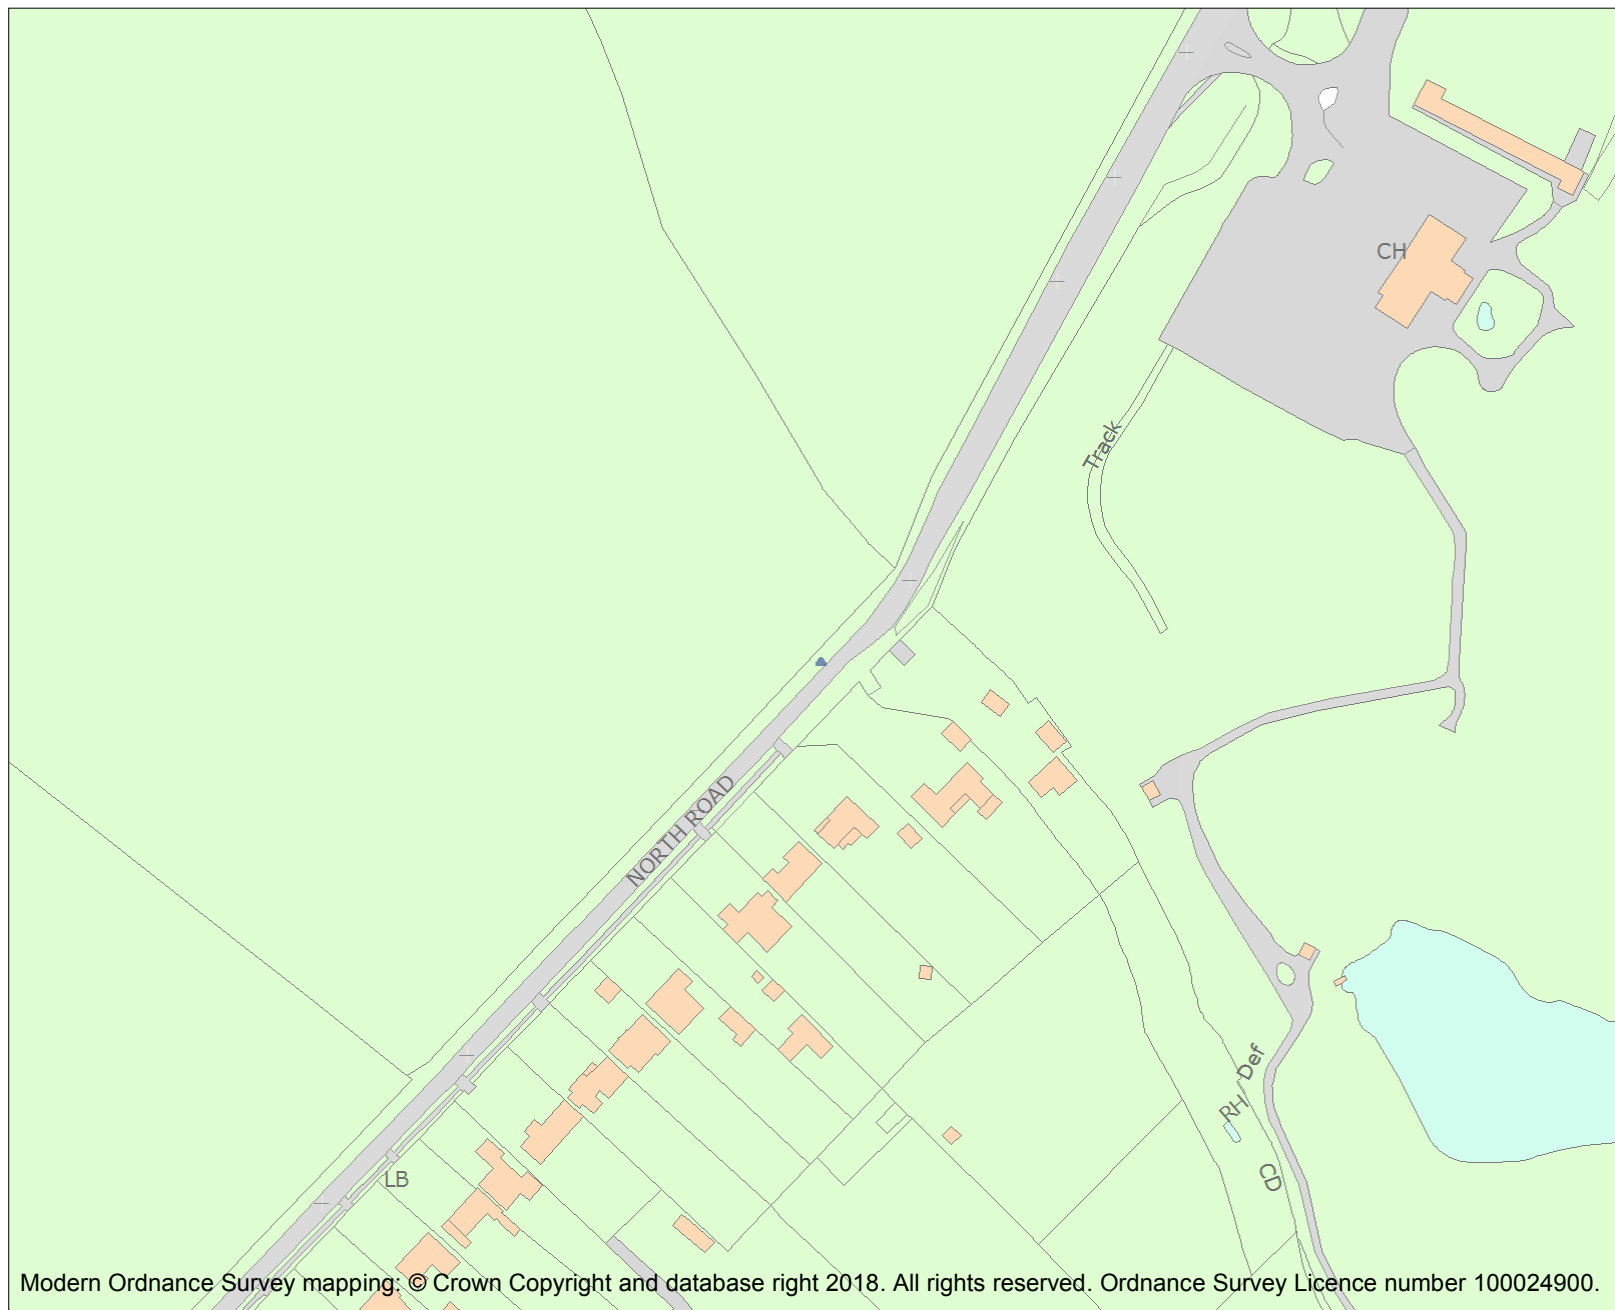 CH
Track
NORTH ROAD
Def
RH
CD
LB
Modern Ordnance Survey mapping: © Crown Copyright and database right 2018. All rights reserved. Ordnance Survey Licence number 100024900.